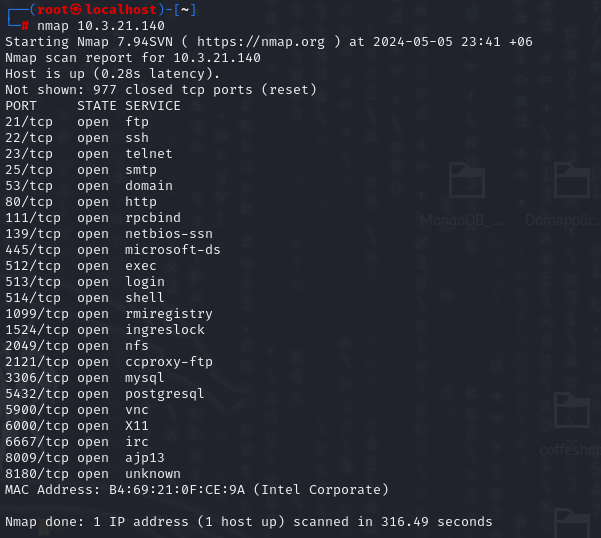 ┌──(root㉿localhost)-[~]
└─# nmap 10.3.21.140
Starting Nmap 7.94SVN ( https://nmap.org ) at 2024-05-05 23:41 +06
Nmap scan report for 10.3.21.140
Host is up (0.28s latency).
Not shown: 977 closed tcp ports (reset)
PORT     STATE SERVICE
21/tcp   open  ftp
22/tcp   open  ssh
23/tcp   open  telnet
25/tcp   open  smtp
53/tcp   open  domain
80/tcp   open  http
111/tcp  open  rpcbind
139/tcp  open  netbios-ssn
445/tcp  open  microsoft-ds
512/tcp  open  exec
513/tcp  open  login
514/tcp  open  shell
1099/tcp open  rmiregistry
1524/tcp open  ingreslock
2049/tcp open  nfs
2121/tcp open  ccproxy-ftp
3306/tcp open  mysql
5432/tcp open  postgresql
5900/tcp open  vnc
6000/tcp open  X11
6667/tcp open  irc
8009/tcp open  ajp13
8180/tcp open  unknown
MAC Address: B4:69:21:0F:CE:9A (Intel Corporate)
Nmap done: 1 IP address (1 host up) scanned in 316.49 seconds
MongoDB_...